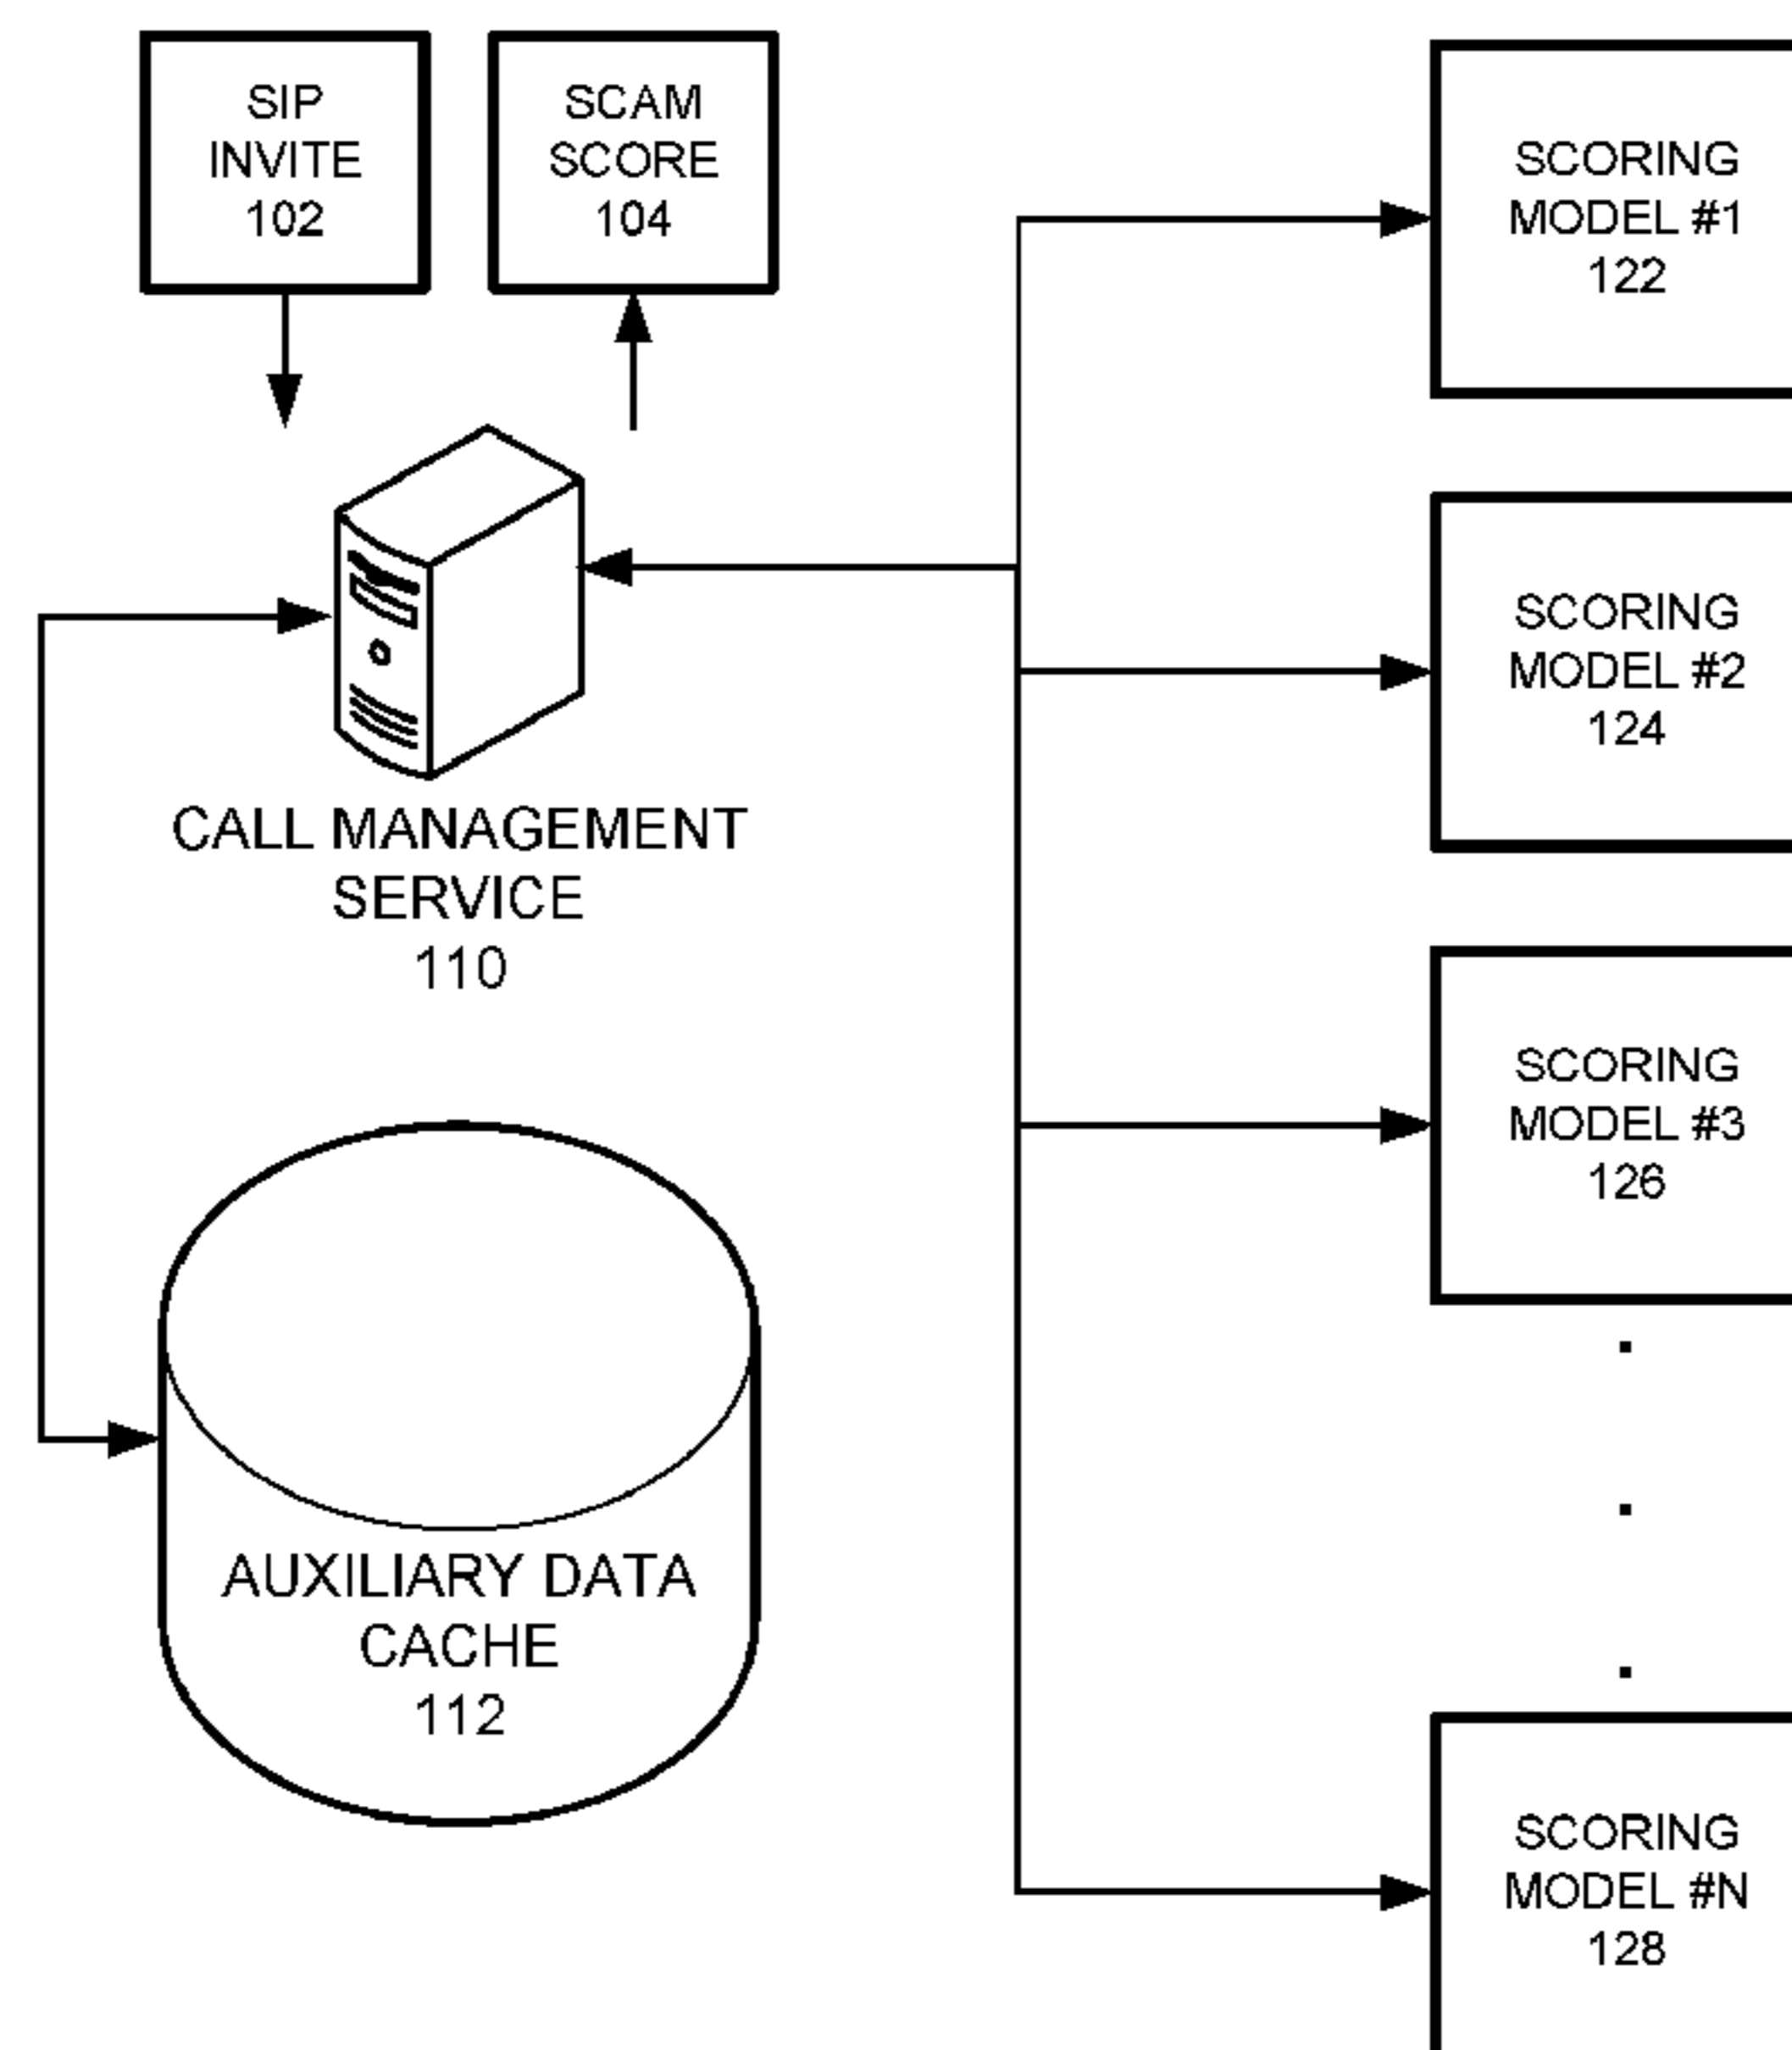 SIP
INVITE
102
SCAM
SCORE
104
CALL MANAGEMENT
SERVICE
110
AUXILIARY DATA
CACHE
112
SCORING
MODEL #1
122
SCORING
MODEL #2
124
SCORING
MODEL #3
126
SCORING
MODEL #N
128